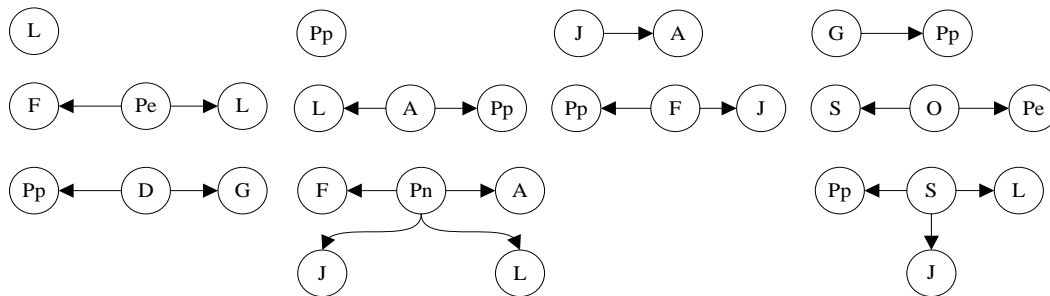 L Pp J A G Pp
F Pe L L A Pp Pp F J S O Pe
Pp D G F Pn A Pp S L
J L J